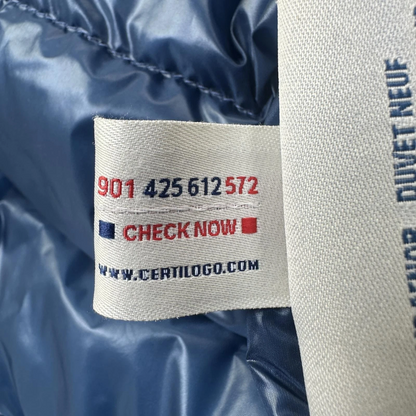 901 425 612 572
CHECK NOW
WWW.CERTILOGO.COM
DUVET NEUF